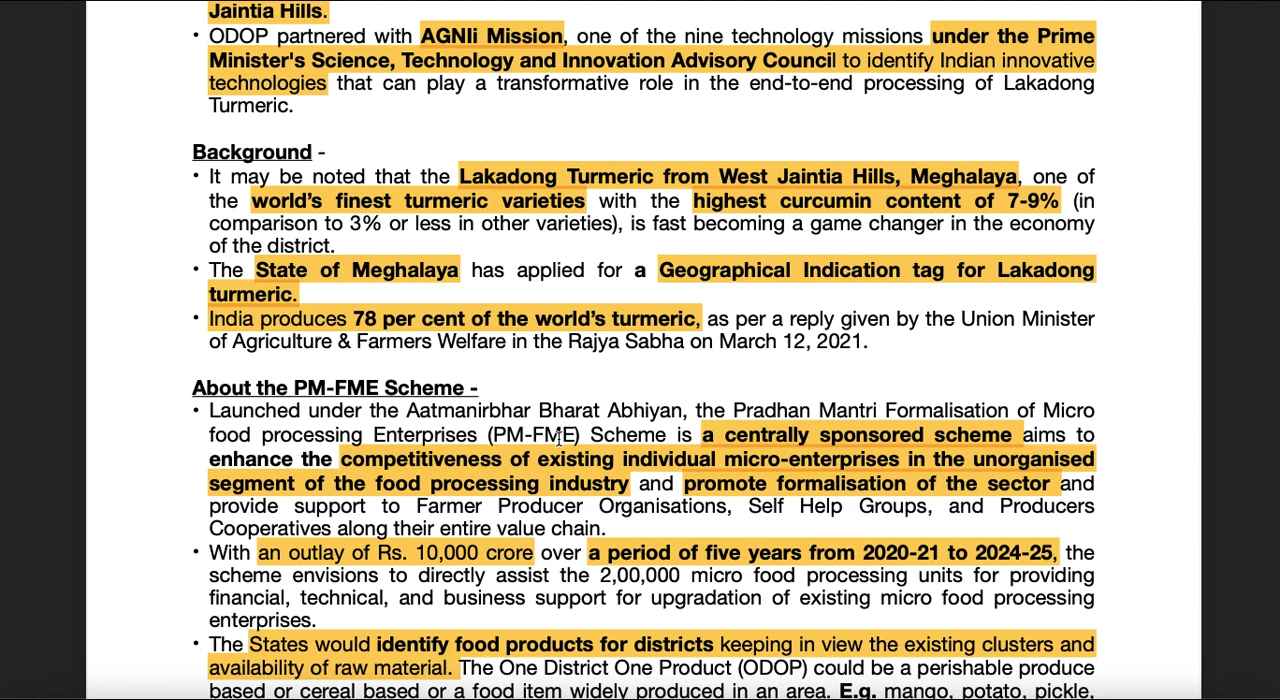 Jaintia Hills.
• ODOP partnered with AGNIi Mission, one of the nine technology missions under the Prime
Minister's Science, Technology and Innovation Advisory Council to identify Indian innovative
technologies that can play a transformative role in the end-to-end processing of Lakadong
Turmeric.
Background -
• It may be noted that the Lakadong Turmeric from West Jaintia Hills, Meghalaya, one of
the world’s finest turmeric varieties with the highest curcumin content of 7-9% (in
comparison to 3% or less in other varieties), is fast becoming a game changer in the economy
of the district.
• The State of Meghalaya has applied for a Geographical Indication tag for Lakadong
turmeric.
• India produces 78 per cent of the world’s turmeric, as per a reply given by the Union Minister
of Agriculture & Farmers Welfare in the Rajya Sabha on March 12, 2021.
About the PM-FME Scheme -
• Launched under the Aatmanirbhar Bharat Abhiyan, the Pradhan Mantri Formalisation of Micro
food processing Enterprises (PM-FME) Scheme is a centrally sponsored scheme aims to
enhance the competitiveness of existing individual micro-enterprises in the unorganised
segment of the food processing industry and promote formalisation of the sector and
provide support to Farmer Producer Organisations, Self Help Groups, and Producers
Cooperatives along their entire value chain.
• With an outlay of Rs. 10,000 crore over a period of five years from 2020-21 to 2024-25, the
scheme envisions to directly assist the 2,00,000 micro food processing units for providing
financial, technical, and business support for upgradation of existing micro food processing
enterprises.
• The States would identify food products for districts keeping in view the existing clusters and
availability of raw material. The One District One Product (ODOP) could be a perishable produce
based or cereal based or a food item widely produced in an area. E.g. mango, potato, pickle,